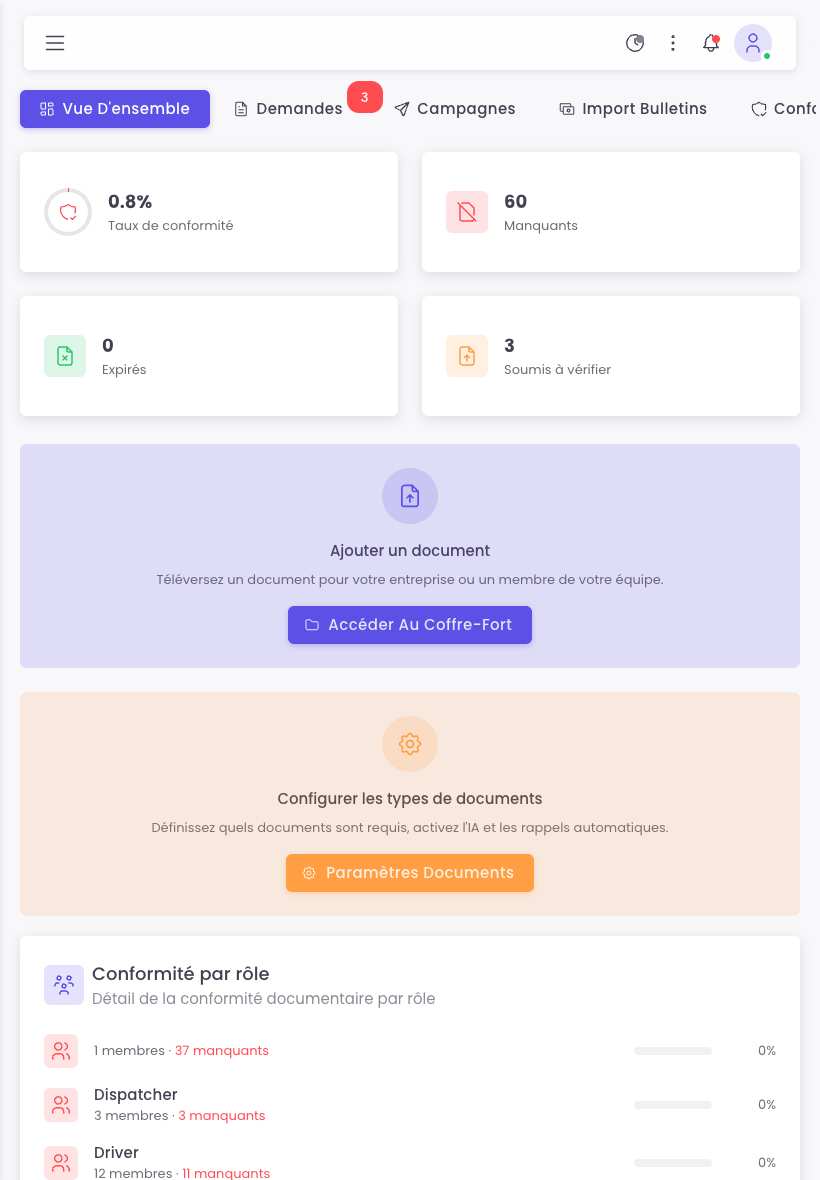 Vue D'ensemble
Demandes
3
Campagnes
Import Bulletins
0.8%
Taux de conformité
60
Manquants
0
Expirés
3
Soumis à vérifier
Ajouter un document
Téléversez un document pour votre entreprise ou un membre de votre équipe.
Accéder Au Coffre-Fort
Configurer les types de documents
Définissez quels documents sont requis, activez l'IA et les rappels automatiques.
Paramètres Documents
Conformité par rôle
Détail de la conformité documentaire par rôle
1 membres · 37 manquants
0%
Dispatcher
3 membres · 3 manquants
0%
Driver
12 membres · 11 manquants
0%